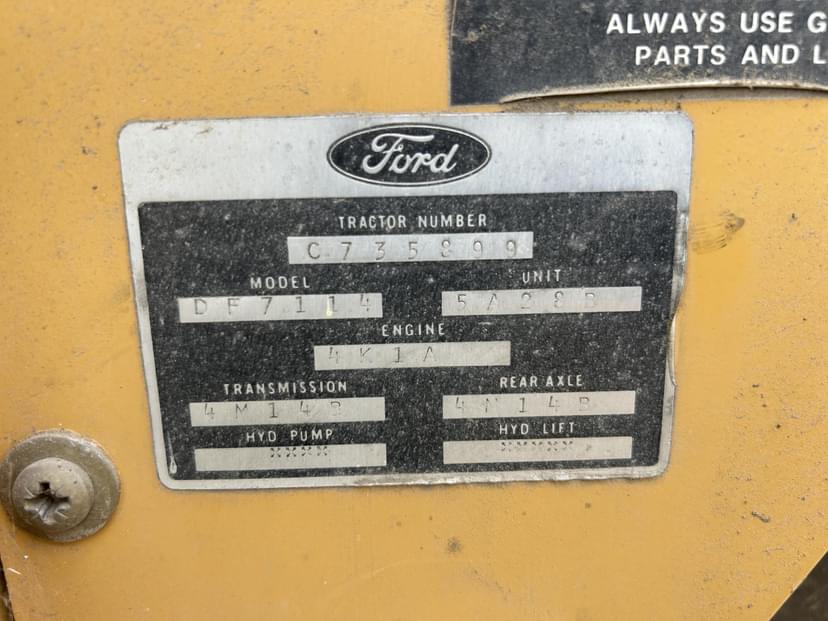 ALWAYS USE G
PARTS AND L
Ford
TRACTOR NUMBER
C735899
MODEL UNIT
DF7114 5A28B
ENGINE
4K1A
TRANSMISSION REAR AXLE
4M14B 4N14B
HYD PUMP HYD LIFT
XXXX XXXXX